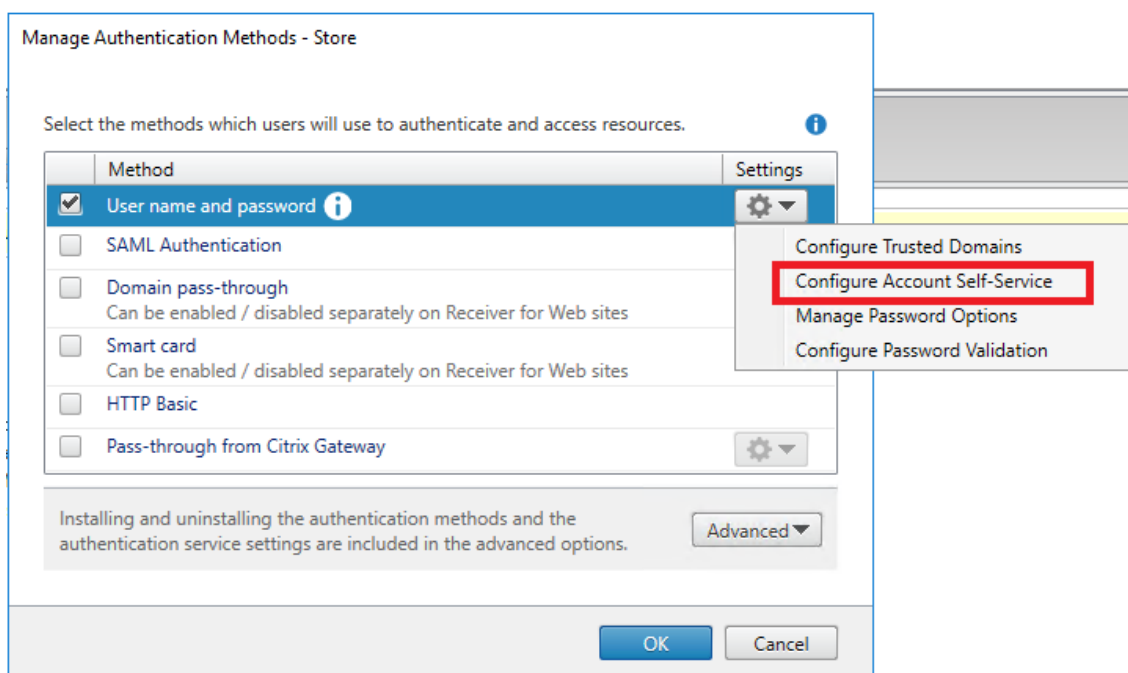 Manage Authentication Methods - Store
Select the methods which users will use to authenticate and access resources.
Method Settings
User name and password
SAML Authentication
Configure Trusted Domains
Configure Account Self-Service
Manage Password Options
Configure Password Validation
Domain pass-through
Can be enabled / disabled separately on Receiver for Web sites
Smart card
Can be enabled / disabled separately on Receiver for Web sites
HTTP Basic
Pass-through from Citrix Gateway
Installing and uninstalling the authentication methods and the
authentication service settings are included in the advanced options.
Advanced
OK Cancel